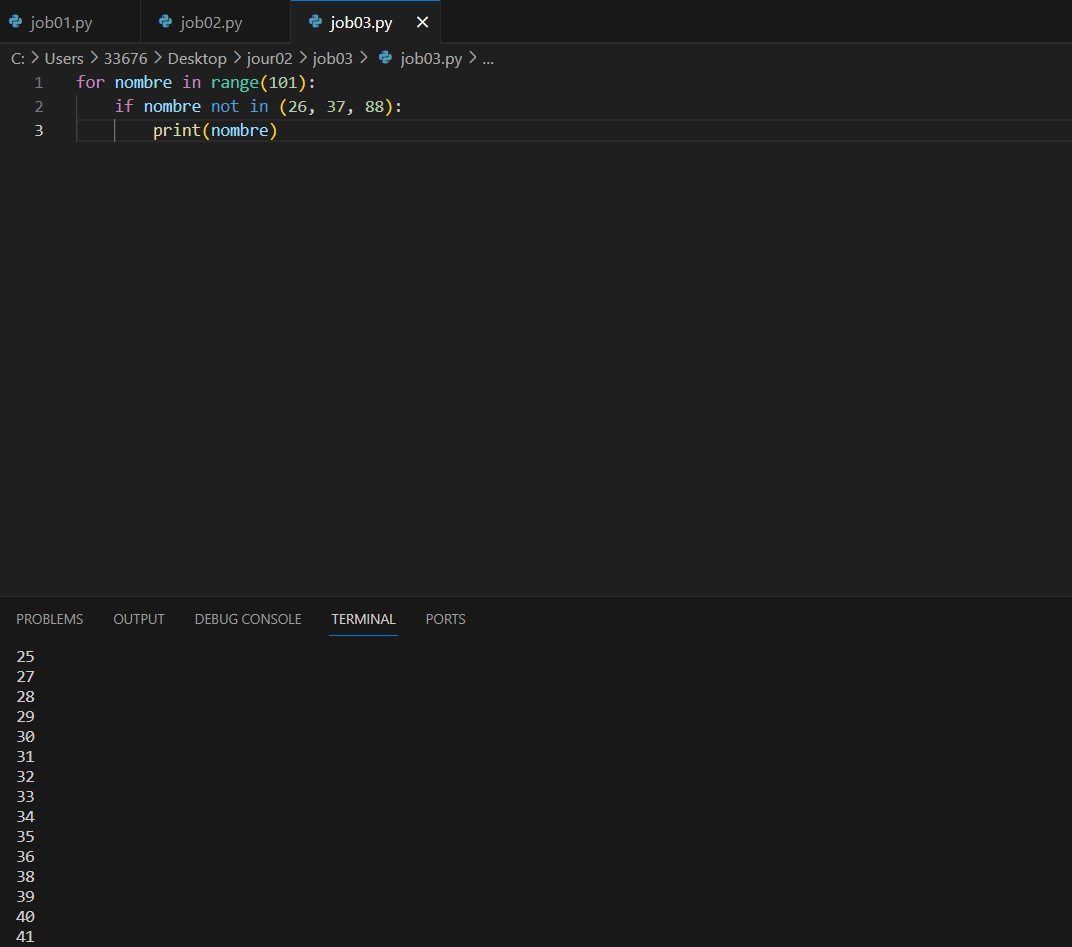 job01.py job02.py job03.py
C: > Users > 33676 > Desktop > jour02 > job03 > job03.py > ...
1 for nombre in range(101):
2     if nombre not in (26, 37, 88):
3         print(nombre)
PROBLEMS OUTPUT DEBUG CONSOLE TERMINAL PORTS
25
27
28
29
30
31
32
33
34
35
36
38
39
40
41